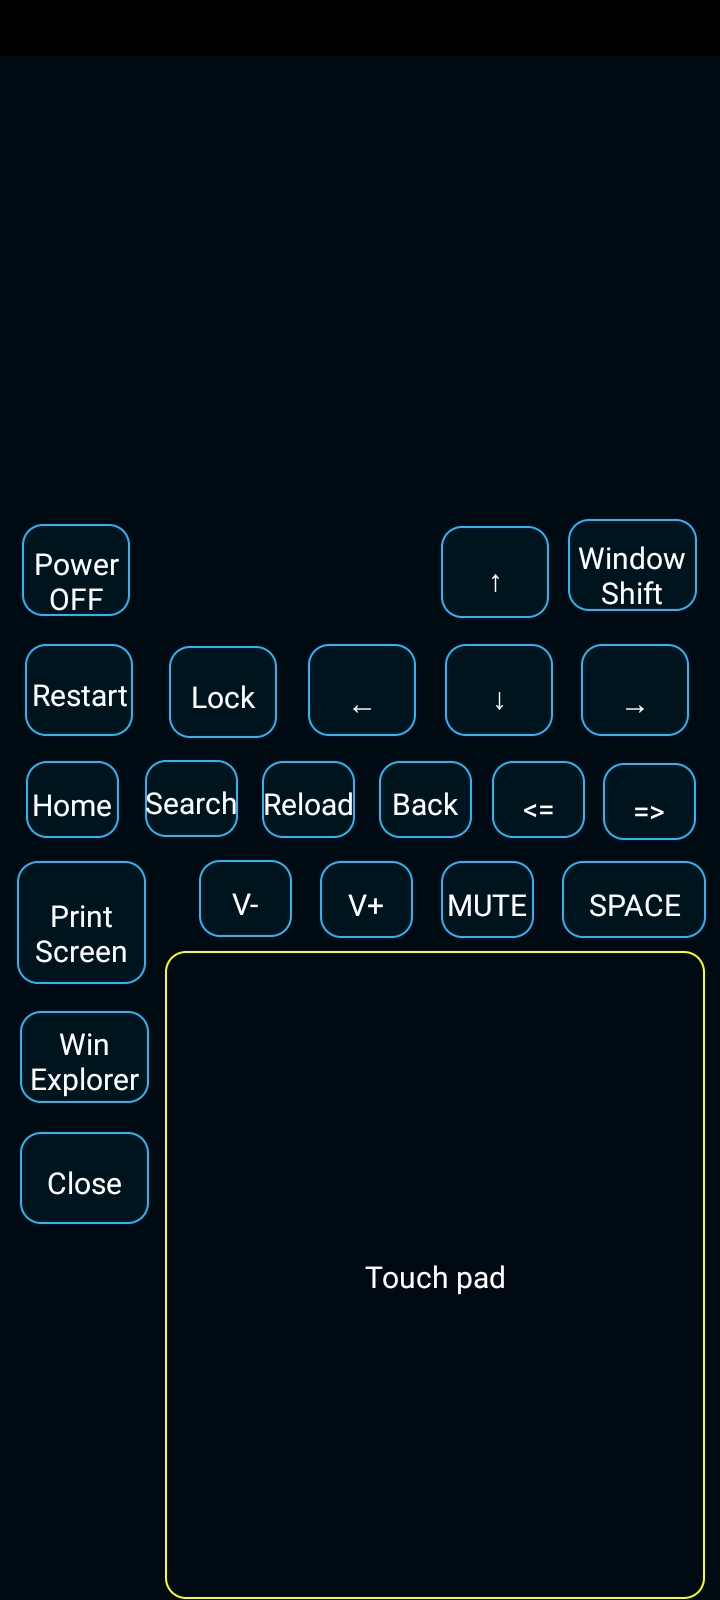 Power
OFF
↑
Window
Shift
Restart
Lock
←
↓
→
Home
Search
Reload
Back
<=
=>
Print
Screen
V-
V+
MUTE
SPACE
Win
Explorer
Close
Touch pad